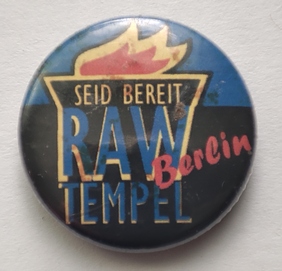 SEID BEREIT
RAW
Berlin
TEMPEL